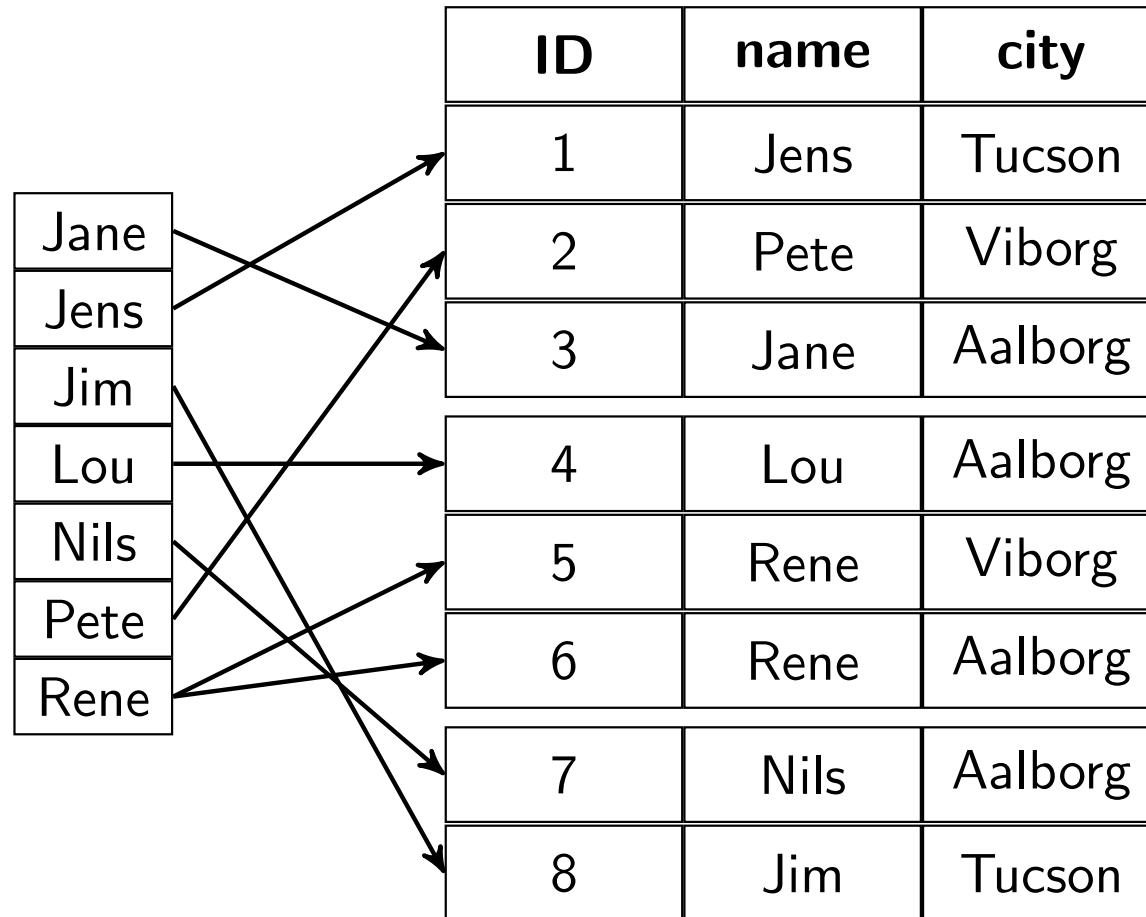 ID name city
1 Jens Tucson
2 Pete Viborg
3 Jane Aalborg
4 Lou Aalborg
5 Rene Viborg
6 Rene Aalborg
7 Nils Aalborg
8 Jim Tucson
Jane
Jens
Jim
Lou
Nils
Pete
Rene